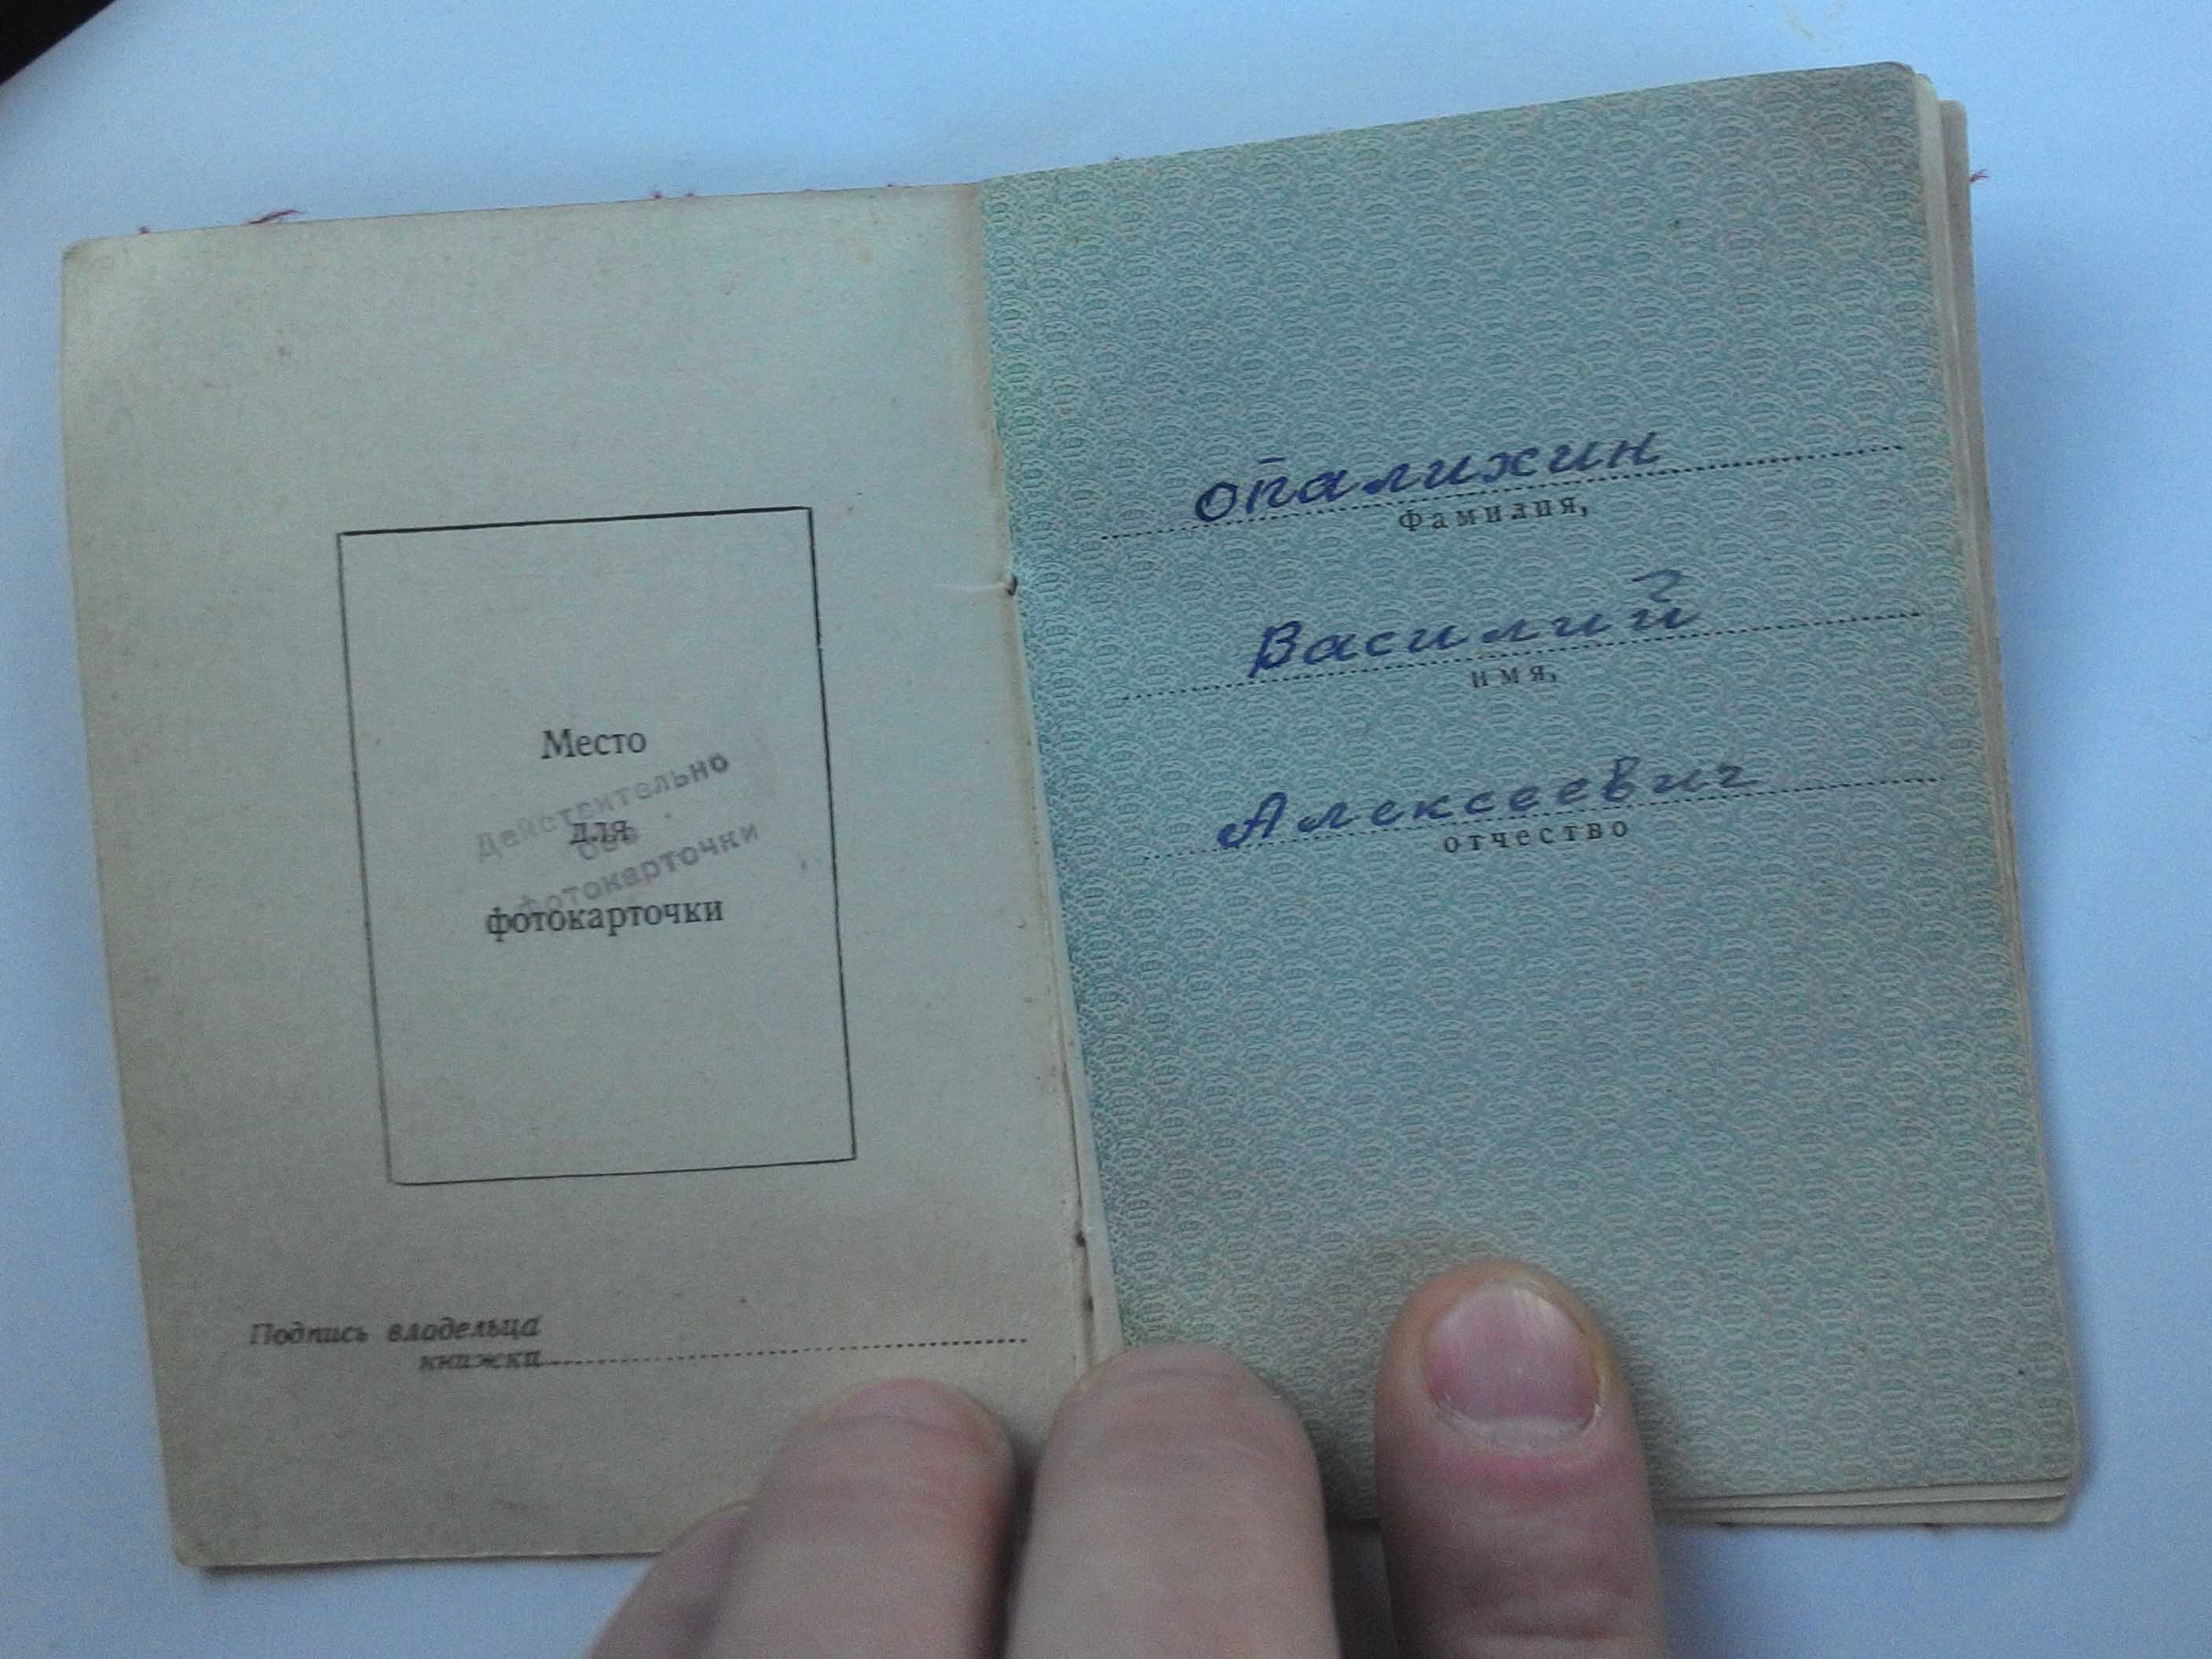 Место
для
фотокарточки
Действительно
без
фотокарточки
Подпись владельца
книжки
Опалихин
Фамилия,
Василий
имя,
Алексеевич
отчество